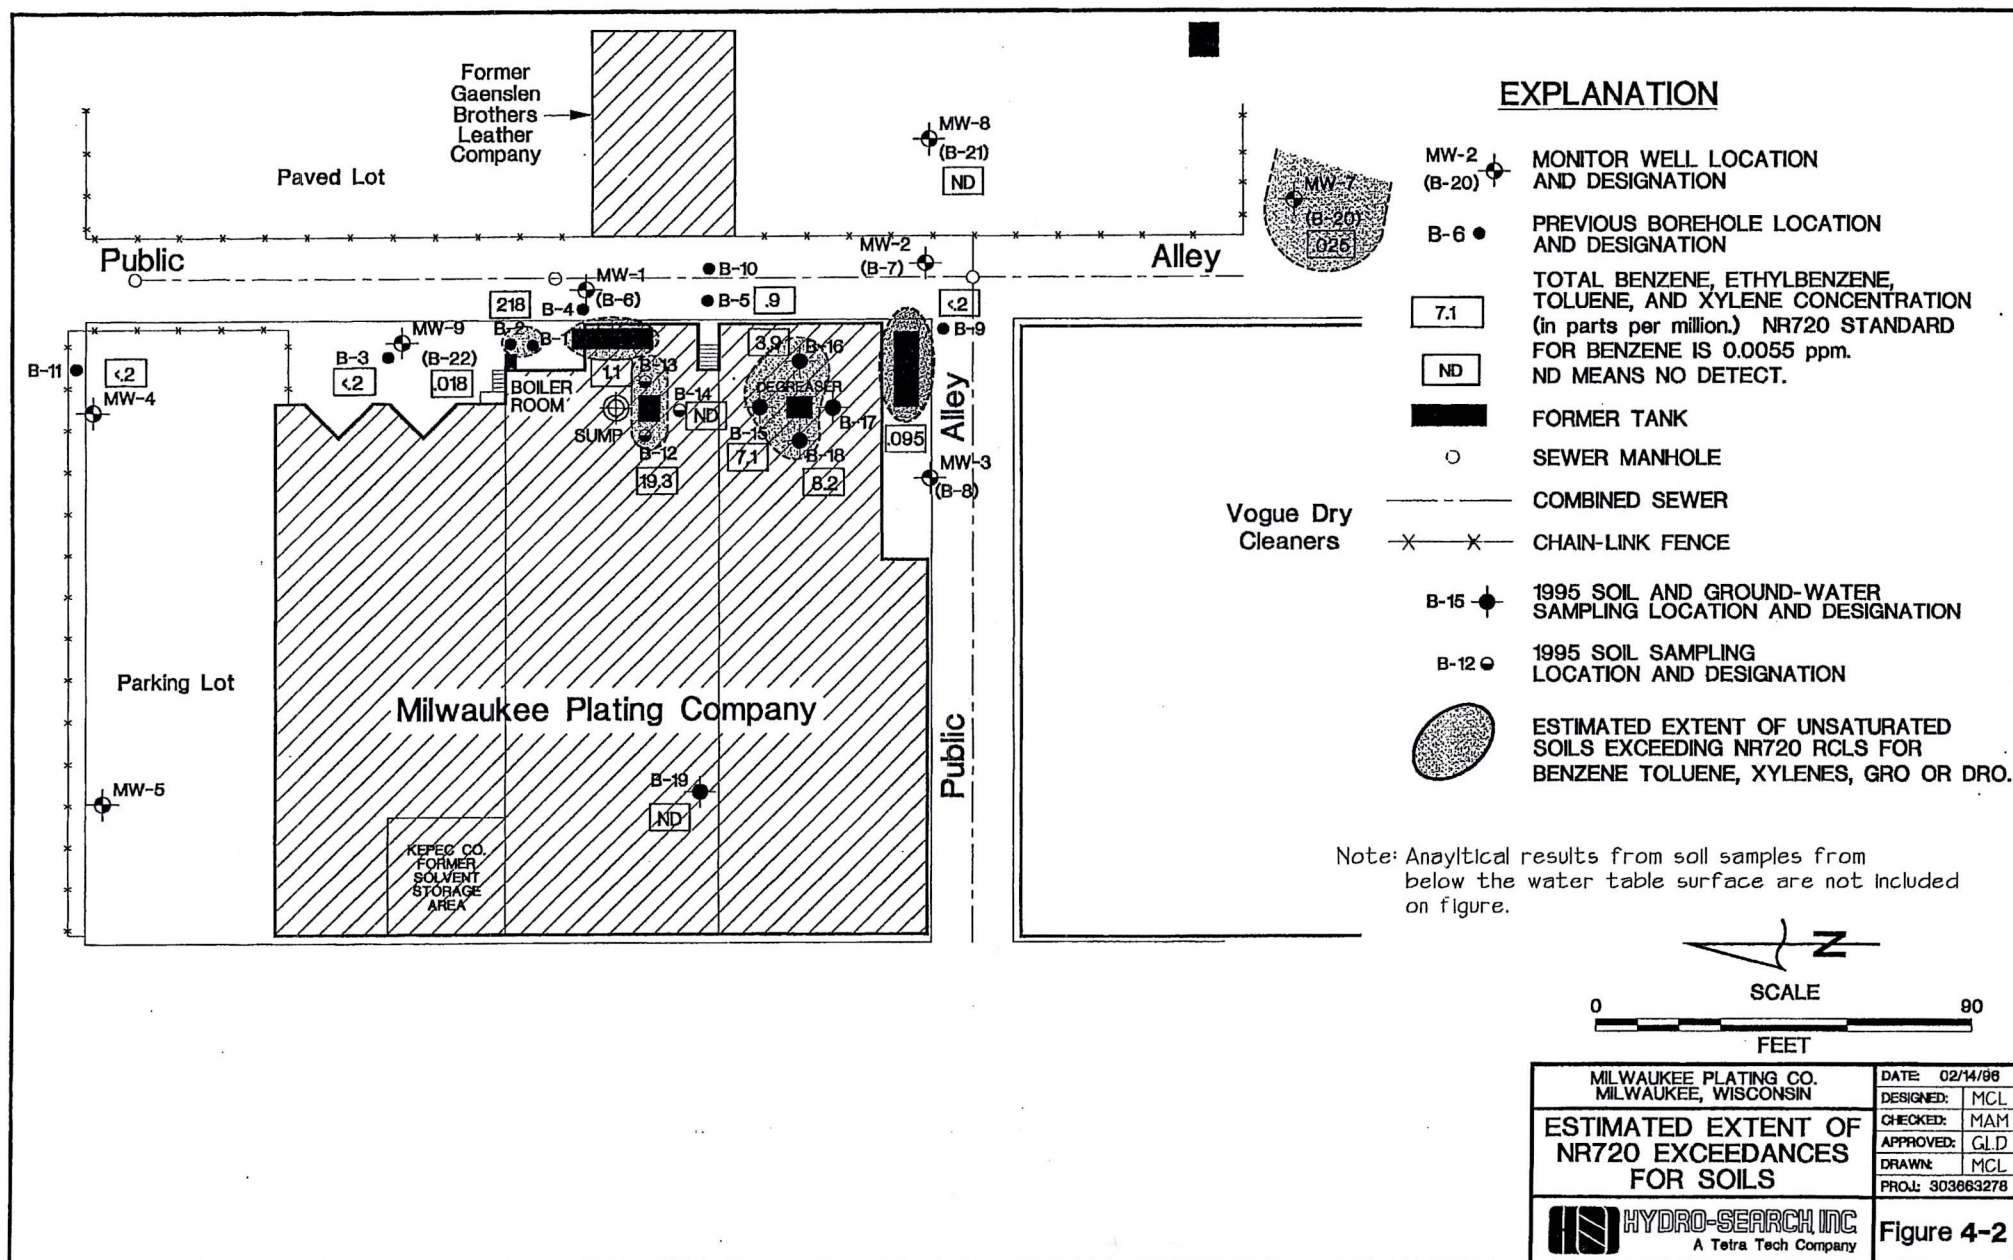 Former
Gaenslen
Brothers
Leather
Company
Paved Lot
MW-8
(B-21)
ND
MW-7
(B-20)
.025
Public
Alley
MW-2
(B-7)
MW-1
(B-6)
B-10
B-5
.9
218
B-4
<.2
B-9
B-2
B-1
MW-9
(B-22)
B-3
<.2
.018
B-11
<.2
MW-4
BOILER
ROOM
1.1
B-13
B-14
ND
SUMP
B-12
19.3
3.9
B-16
DEGREASER
B-15
7.1
B-17
B-18
8.2
.095
MW-3
(B-8)
Alley
Public
Vogue Dry
Cleaners
Parking Lot
Milwaukee Plating Company
MW-5
B-19
ND
KEPEC CO.
FORMER
SOLVENT
STORAGE
AREA
EXPLANATION
MW-2
(B-20)
MONITOR WELL LOCATION
AND DESIGNATION
B-6
PREVIOUS BOREHOLE LOCATION
AND DESIGNATION
7.1
ND
TOTAL BENZENE, ETHYLBENZENE,
TOLUENE, AND XYLENE CONCENTRATION
(in parts per million.) NR720 STANDARD
FOR BENZENE IS 0.0055 ppm.
ND MEANS NO DETECT.
FORMER TANK
SEWER MANHOLE
COMBINED SEWER
CHAIN-LINK FENCE
B-15
1995 SOIL AND GROUND-WATER
SAMPLING LOCATION AND DESIGNATION
B-12
1995 SOIL SAMPLING
LOCATION AND DESIGNATION
ESTIMATED EXTENT OF UNSATURATED
SOILS EXCEEDING NR720 RCLS FOR
BENZENE TOLUENE, XYLENES, GRO OR DRO.
Note: Anayltical results from soil samples from
below the water table surface are not included
on figure.
N
SCALE
0 90
FEET
MILWAUKEE PLATING CO.
MILWAUKEE, WISCONSIN
ESTIMATED EXTENT OF
NR720 EXCEEDANCES
FOR SOILS
DATE: 02/14/96
DESIGNED: MCL
CHECKED: MAM
APPROVED: GLD
DRAWN: MCL
PROJ.: 303663278
HYDRO-SEARCH, INC
A Tetra Tech Company
Figure 4-2